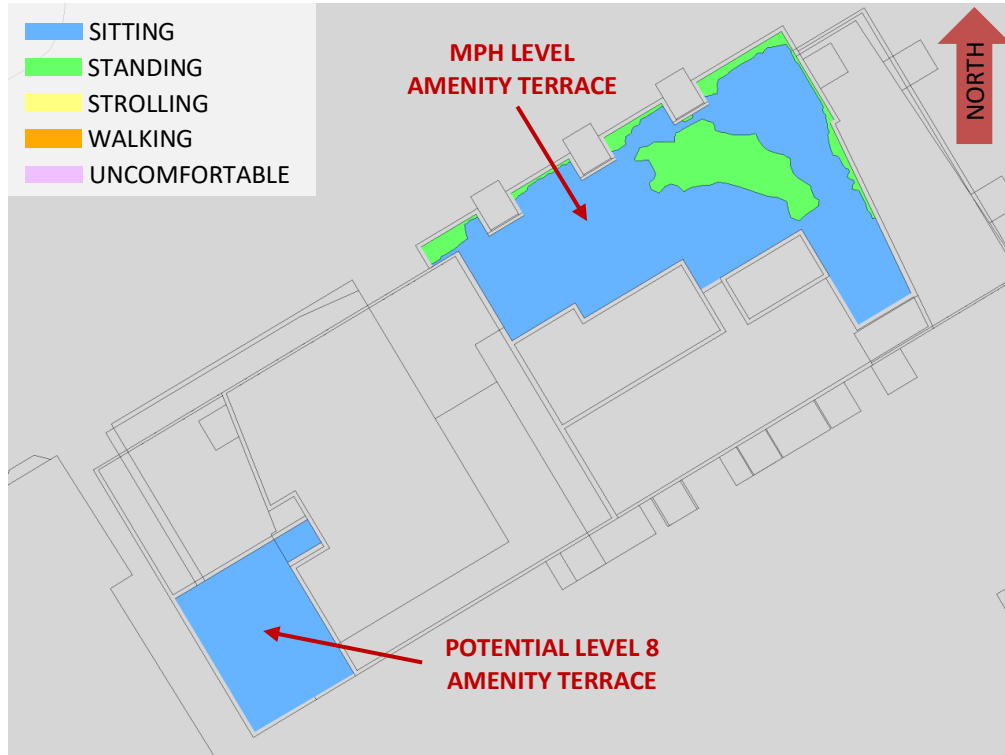 SITTING
STANDING
STROLLING
WALKING
UNCOMFORTABLE
MPH LEVEL
AMENITY TERRACE
NORTH
POTENTIAL LEVEL 8
AMENITY TERRACE